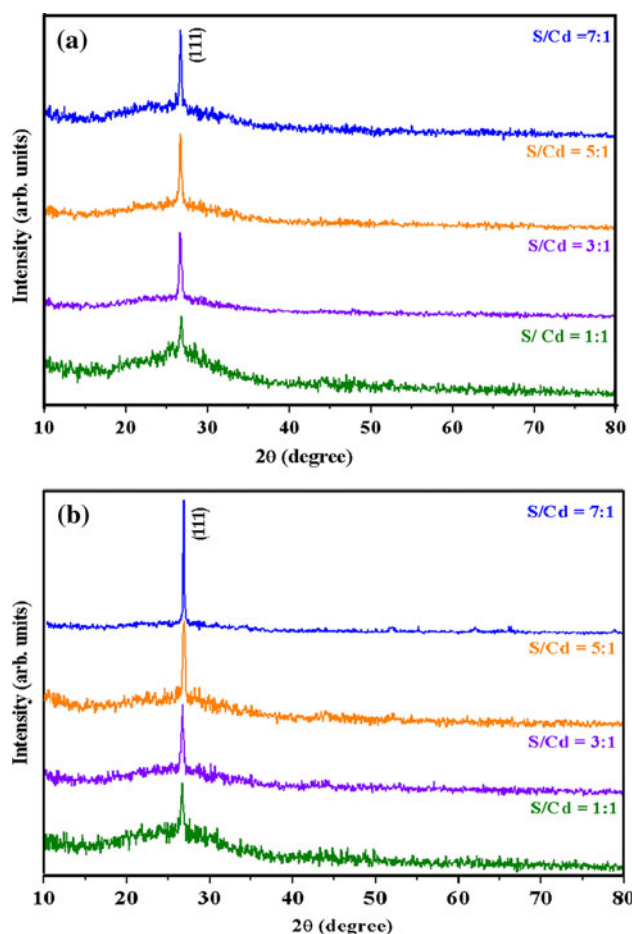 (a)
(111)
S/Cd =7:1
S/Cd = 5:1
S/Cd = 3:1
S/ Cd = 1:1
Intensity (arb. units)
10 20 30 40 50 60 70 80
2θ (degree)
(b)
(111)
S/Cd = 7:1
S/Cd = 5:1
S/Cd = 3:1
S/Cd = 1:1
Intensity (arb. units)
10 20 30 40 50 60 70 80
2θ (degree)